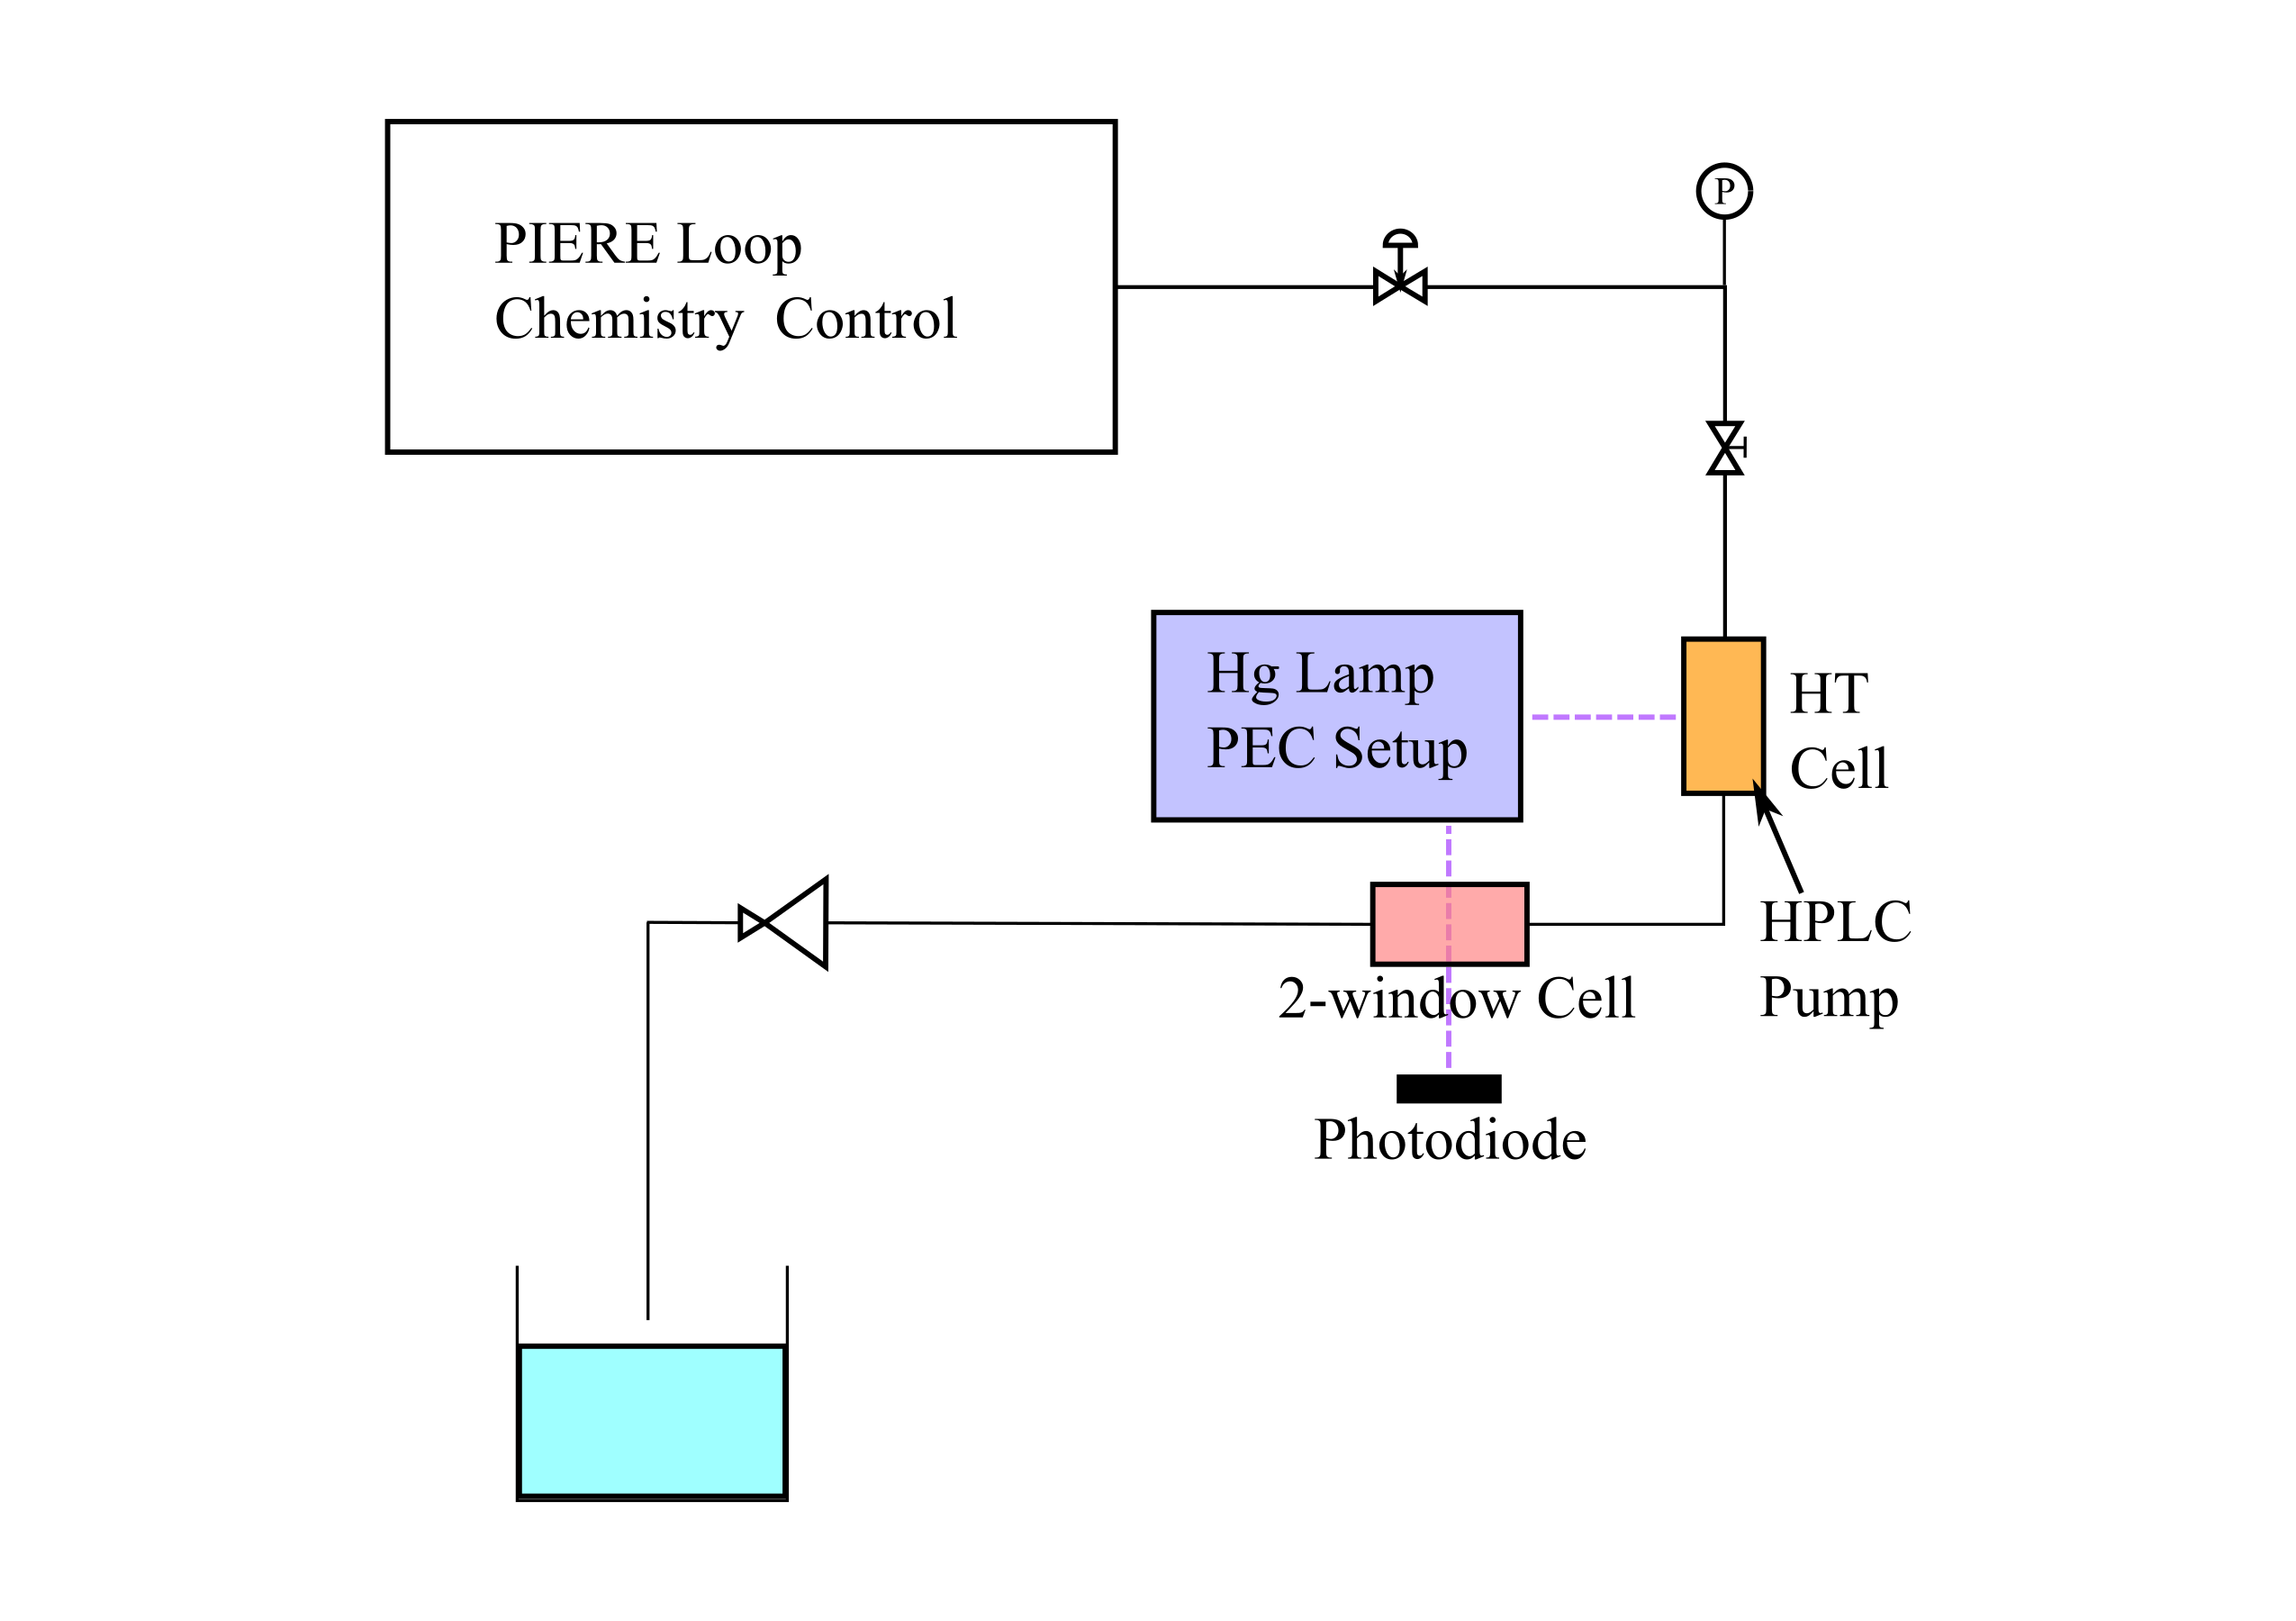 PIERE Loop
Chemistry Control
P
Hg Lamp
PEC Setup
HT
Cell
HPLC
Pump
2-window Cell
Photodiode